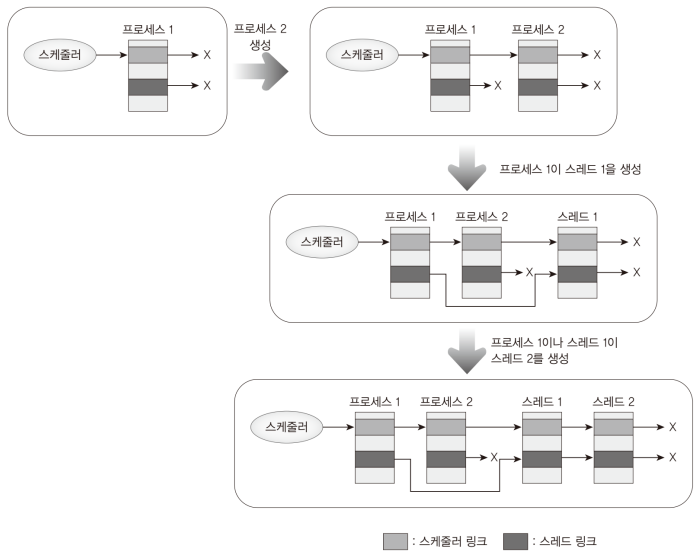 프로세스 1
스케줄러
X
X
프로세스 2
생성
프로세스 1
프로세스 2
스케줄러
X
X
X
프로세스 1이 스레드 1을 생성
프로세스 1
프로세스 2
스레드 1
스케줄러
X
X
X
프로세스 1이나 스레드 1이
스레드 2를 생성
프로세스 1
프로세스 2
스레드 1
스레드 2
스케줄러
X
X
X
: 스케줄러 링크
: 스레드 링크